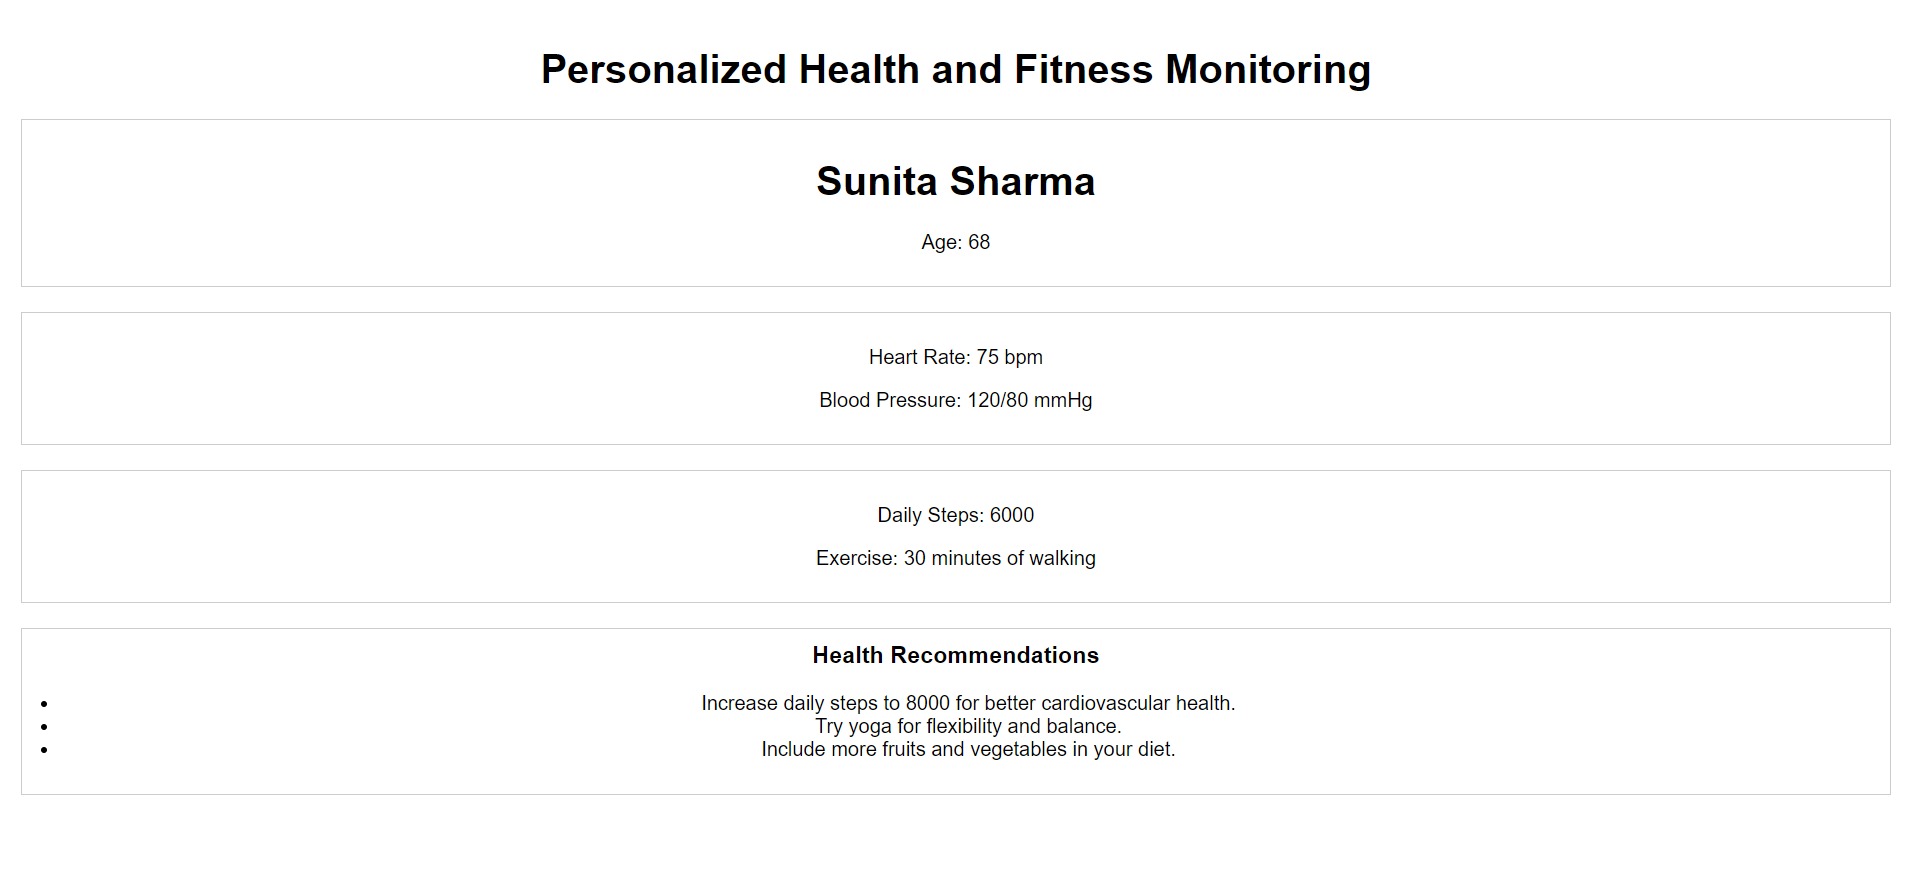 Personalized Health and Fitness Monitoring
Sunita Sharma
Age: 68
Heart Rate: 75 bpm
Blood Pressure: 120/80 mmHg
Daily Steps: 6000
Exercise: 30 minutes of walking
Health Recommendations
• Increase daily steps to 8000 for better cardiovascular health.
• Try yoga for flexibility and balance.
• Include more fruits and vegetables in your diet.